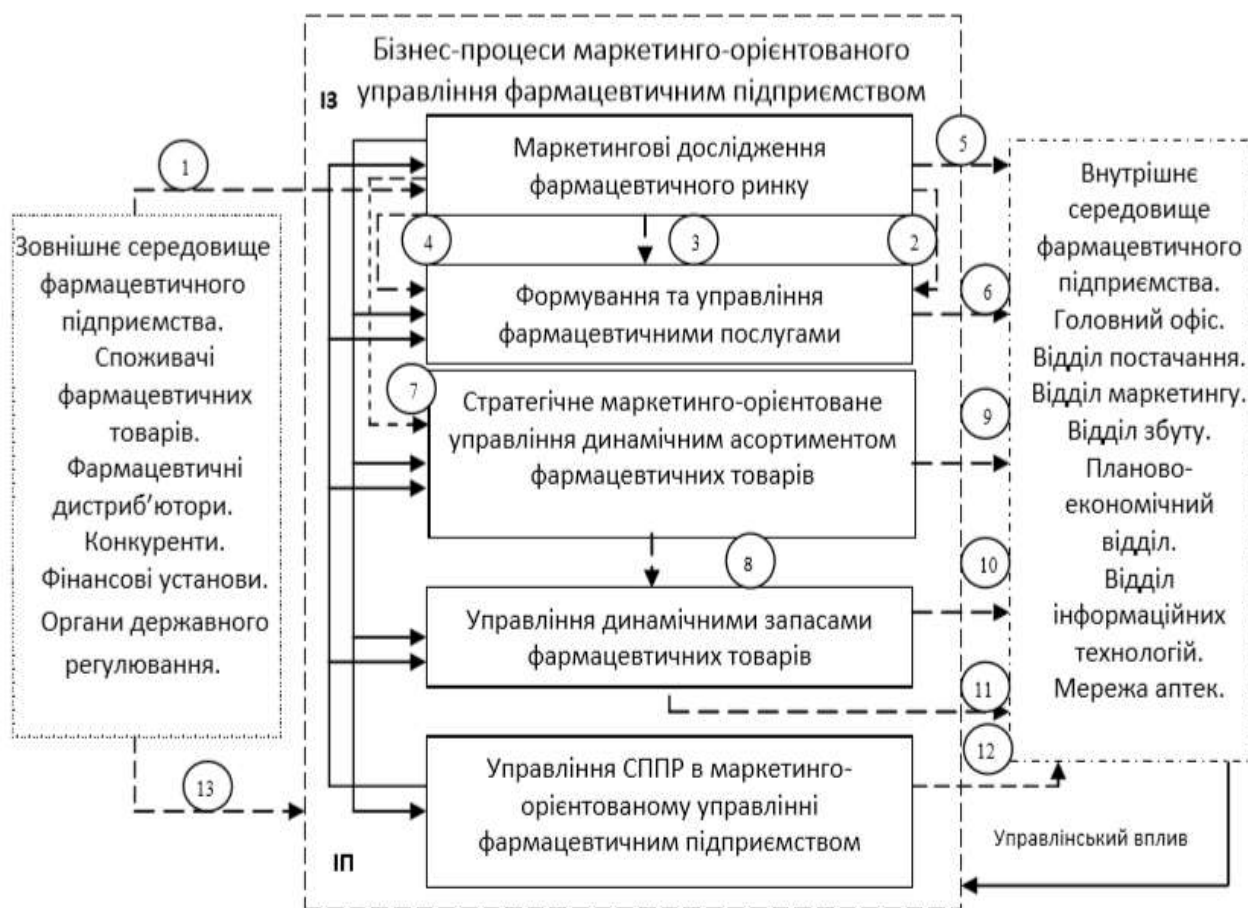 Бізнес-процеси маркетинго-орієнтованого
управління фармацевтичним підприємством
ІЗ
Маркетингові дослідження
фармацевтичного ринку
1
5
4
3
2
Формування та управління
фармацевтичними послугами
6
7
Стратегічне маркетинго-орієнтоване
управління динамічним асортиментом
фармацевтичних товарів
9
8
10
Управління динамічними запасами
фармацевтичних товарів
11
12
Управління СППР в маркетинго-
орієнтованому управлінні
фармацевтичним підприємством
13
ІП
Зовнішнє середовище
фармацевтичного
підприємства.
Споживачі
фармацевтичних
товарів.
Фармацевтичні
дистриб’ютори.
Конкуренти.
Фінансові установи.
Органи державного
регулювання.
Внутрішнє
середовище
фармацевтичного
підприємства.
Головний офіс.
Відділ постачання.
Відділ маркетингу.
Відділ збуту.
Планово-
економічний
відділ.
Відділ
інформаційних
технологій.
Мережа аптек.
Управлінський вплив